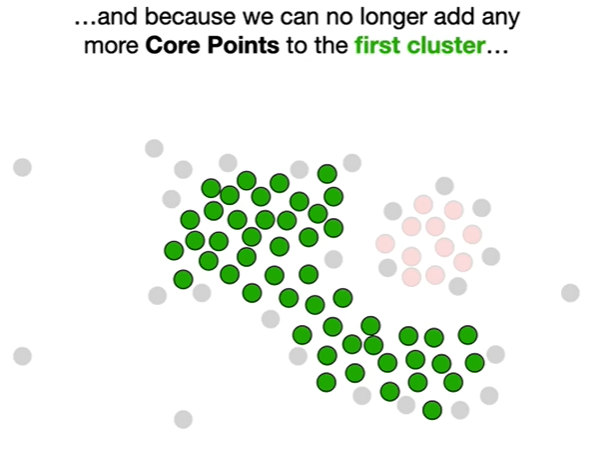 …and because we can no longer add any
more Core Points to the first cluster…